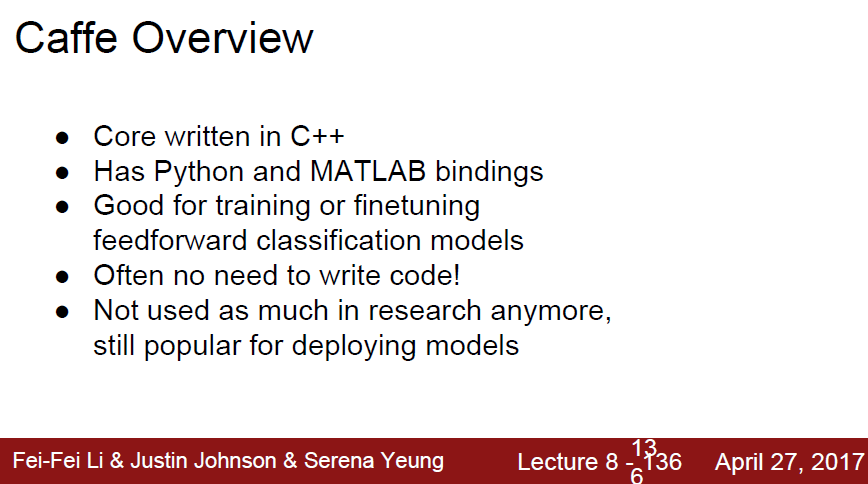 Caffe Overview
● Core written in C++
● Has Python and MATLAB bindings
● Good for training or finetuning
feedforward classification models
● Often no need to write code!
● Not used as much in research anymore,
still popular for deploying models
Fei-Fei Li & Justin Johnson & Serena Yeung
Lecture 8 - 136
13
6
April 27, 2017